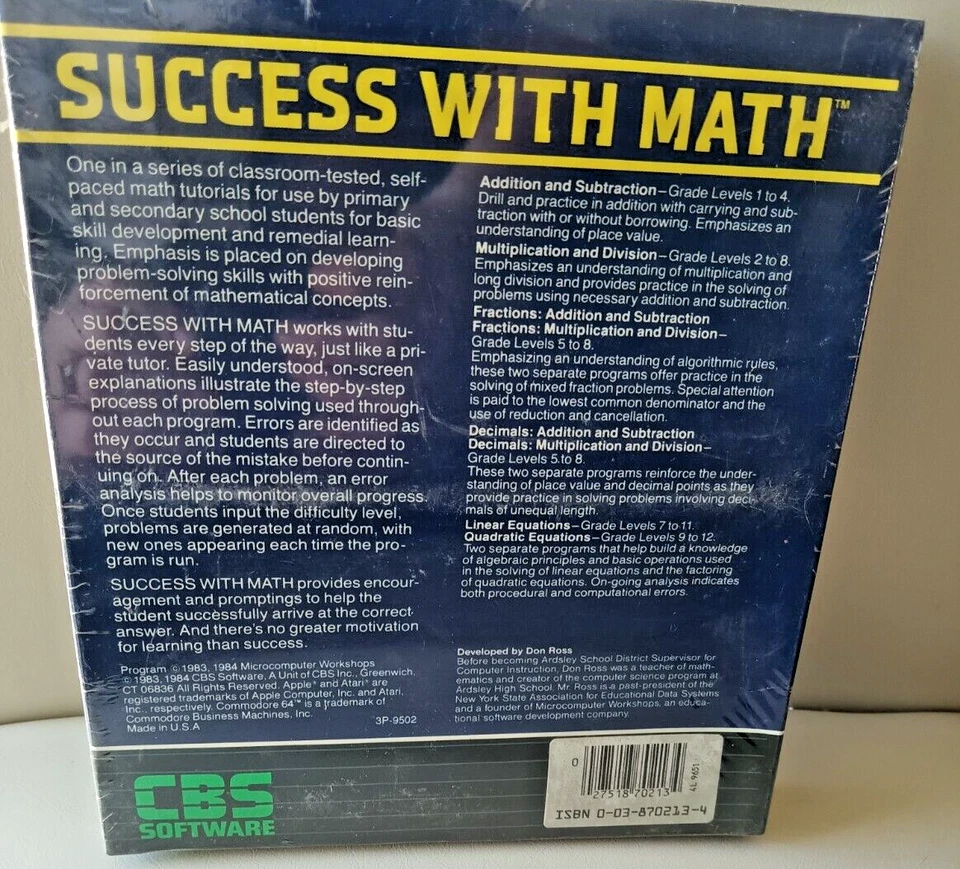 SUCCESS WITH MATH™
One in a series of classroom-tested, self-
paced math tutorials for use by primary
and secondary school students for basic
skill development and remedial learn-
ing. Emphasis is placed on developing
problem-solving skills with positive rein-
forcement of mathematical concepts.
SUCCESS WITH MATH works with stu-
dents every step of the way, just like a pri-
vate tutor. Easily understood, on-screen
explanations illustrate the step-by-step
process of problem solving used through-
out each program. Errors are identified as
they occur and students are directed to
the source of the mistake before contin-
uing on. After each problem, an error
analysis helps to monitor overall progress.
Once students input the difficulty level,
problems are generated at random, with
new ones appearing each time the pro-
gram is run.
SUCCESS WITH MATH provides encour-
agement and promptings to help the
student successfully arrive at the correct
answer. And there's no greater motivation
for learning than success.
Program ©1983, 1984 Microcomputer Workshops
© 1983, 1984 CBS Software, A Unit of CBS Inc., Greenwich,
CT 06836 All Rights Reserved. Apple® and Atari® are
registered trademarks of Apple Computer, Inc. and Atari,
Inc., respectively. Commodore 64™ is a trademark of
Commodore Business Machines, Inc.
Made in U.S.A 3P-9502
Addition and Subtraction—Grade Levels 1 to 4.
Drill and practice in addition with carrying and sub-
traction with or without borrowing. Emphasizes an
understanding of place value.
Multiplication and Division—Grade Levels 2 to 8.
Emphasizes an understanding of multiplication and
long division and provides practice in the solving of
problems using necessary addition and subtraction.
Fractions: Addition and Subtraction
Fractions: Multiplication and Division—
Grade Levels 5 to 8.
Emphasizing an understanding of algorithmic rules,
these two separate programs offer practice in the
solving of mixed fraction problems. Special attention
is paid to the lowest common denominator and the
use of reduction and cancellation.
Decimals: Addition and Subtraction
Decimals: Multiplication and Division—
Grade Levels 5 to 8.
These two separate programs reinforce the under-
standing of place value and decimal points as they
provide practice in solving problems involving deci-
mals of unequal length.
Linear Equations—Grade Levels 7 to 11.
Quadratic Equations—Grade Levels 9 to 12.
Two separate programs that help build a knowledge
of algebraic principles and basic operations used
in the solving of linear equations and the factoring
of quadratic equations. On-going analysis indicates
both procedural and computational errors.
Developed by Don Ross
Before becoming Ardsley School District Supervisor for
Computer Instruction, Don Ross was a teacher of math-
ematics and creator of the computer science program at
Ardsley High School. Mr. Ross is a past-president of the
New York State Association for Educational Data Systems
and a founder of Microcomputer Workshops, an educa-
tional software development company.
CBS
SOFTWARE
0 27518 70213
4L-9651
ISBN 0-03-870213-4